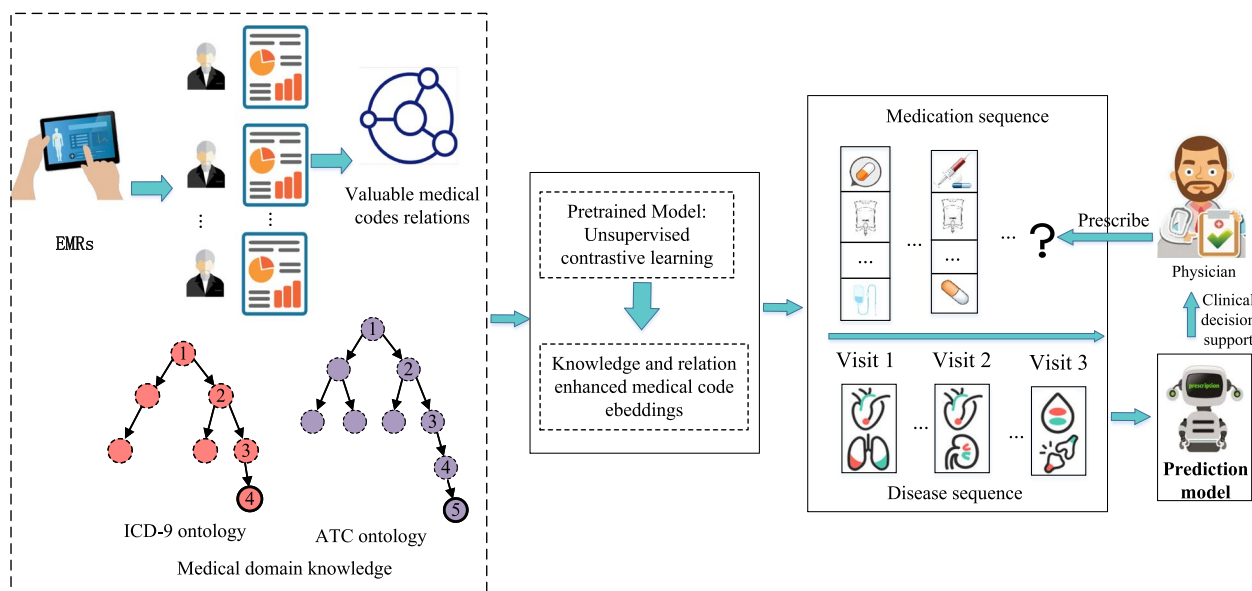 EMRs
...
...
Valuable medical
codes relations
1
2
3
4
ICD-9 ontology
1
2
3
4
5
ATC ontology
Medical domain knowledge
Pretrained Model:
Unsupervised
contrastive learning
Knowledge and relation
enhanced medical code
ebeddings
Medication sequence
...
...
...
...
?
Prescribe
Physician
Clinical
decision
support
Visit 1
Visit 2
Visit 3
...
...
Disease sequence
prescription
Prediction
model